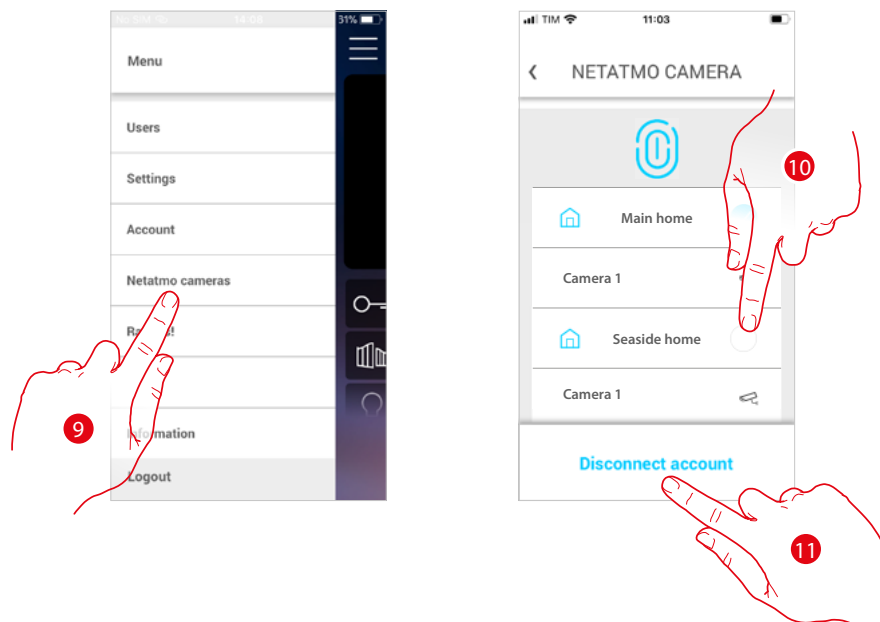 No SIM 14:08 31%
Menu
Users
Settings
Account
Netatmo cameras
Information
Logout
9
TIM 11:03
NETATMO CAMERA
10
Main home
Camera 1
Seaside home
Camera 1
Disconnect account
11